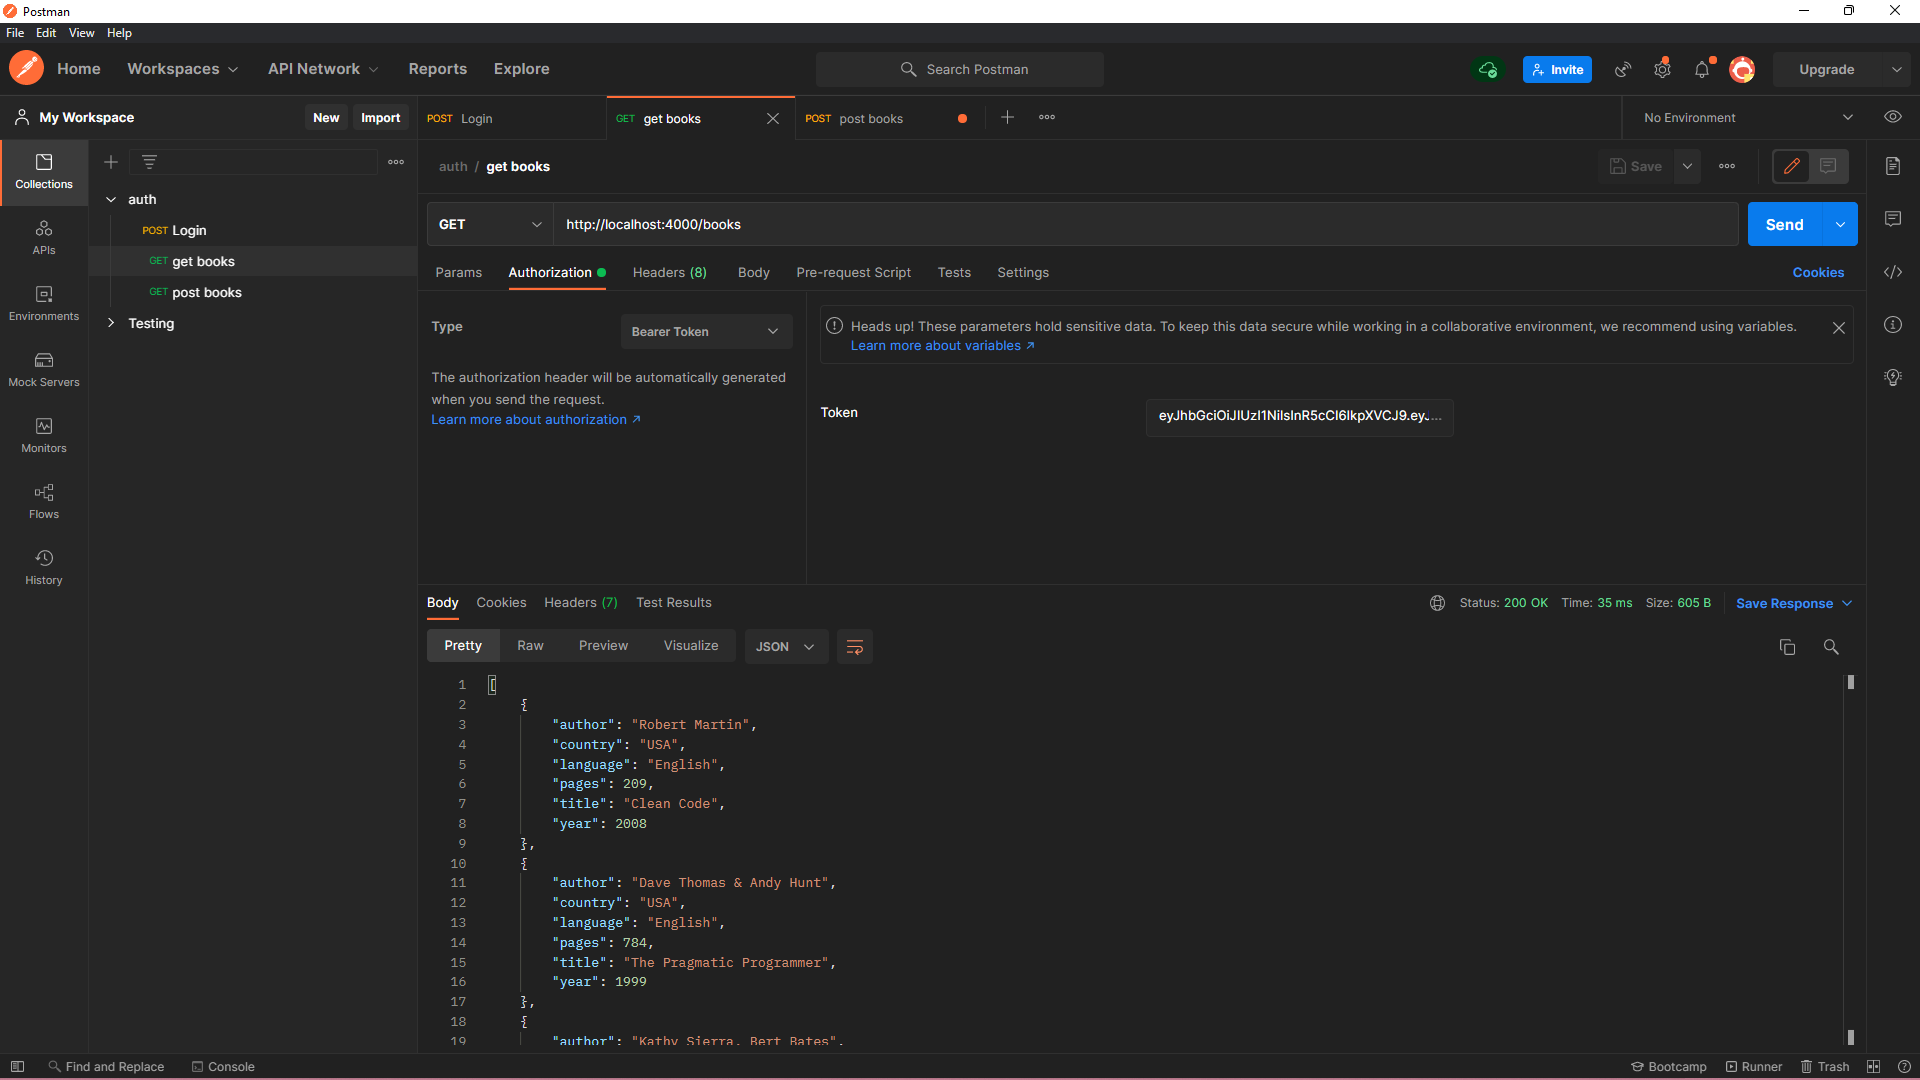 Postman
File Edit View Help
Home Workspaces API Network Reports Explore Search Postman Invite Upgrade
My Workspace New Import POST Login GET get books POST post books No Environment
Collections
APIs
Environments
Mock Servers
Monitors
Flows
History
auth
POST Login
GET get books
GET post books
Testing
auth / get books Save
GET http://localhost:4000/books Send
Params Authorization Headers (8) Body Pre-request Script Tests Settings Cookies
Type Bearer Token
The authorization header will be automatically generated
when you send the request.
Learn more about authorization ↗
Heads up! These parameters hold sensitive data. To keep this data secure while working in a collaborative environment, we recommend using variables.
Learn more about variables ↗
Token eyJhbGciOiJIUzI1NiIsInR5cCI6IkpXVCJ9.eyJ...
Body Cookies Headers (7) Test Results Status: 200 OK Time: 35 ms Size: 605 B Save Response
Pretty Raw Preview Visualize JSON
1 [
2 {
3 "author": "Robert Martin",
4 "country": "USA",
5 "language": "English",
6 "pages": 209,
7 "title": "Clean Code",
8 "year": 2008
9 },
10 {
11 "author": "Dave Thomas & Andy Hunt",
12 "country": "USA",
13 "language": "English",
14 "pages": 784,
15 "title": "The Pragmatic Programmer",
16 "year": 1999
17 },
18 {
19 "author": "Kathy Sierra, Bert Bates",
Find and Replace Console Bootcamp Runner Trash